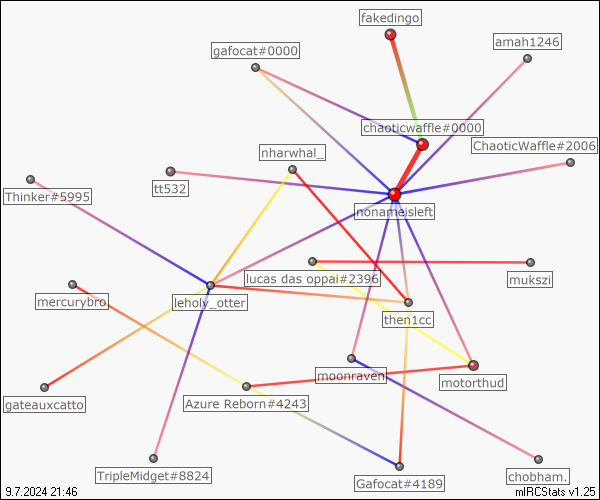 fakedingo
amah1246
gafocat#0000
chaoticwaffle#0000
ChaoticWaffle#2006
nharwhal_
Thinker#5995
tt532
nonameisleft
lucas das oppai#2396
mukszi
mercurybro
leholy_otter
then1cc
moonraven
motorthud
gateauxcatto
Azure Reborn#4243
TripleMidget#8824
Gafocat#4189
chobham.
9.7.2024 21:46
mIRCStats v1.25